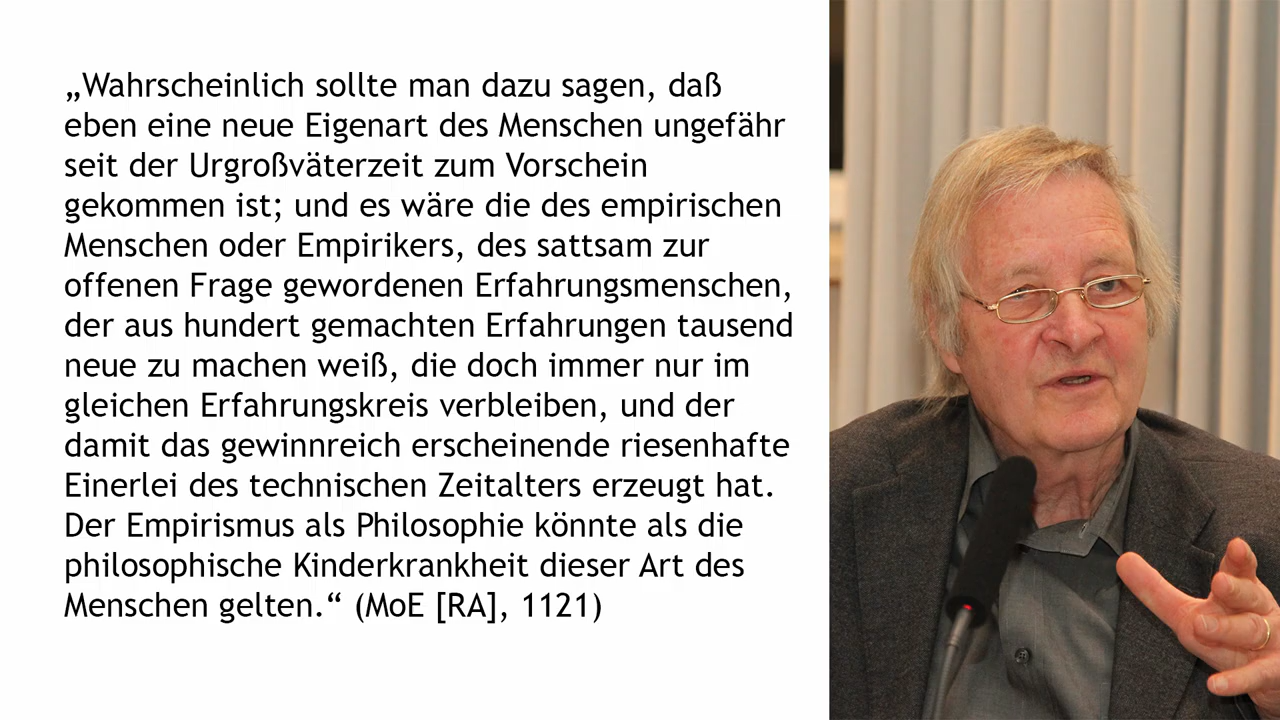 „Wahrscheinlich sollte man dazu sagen, daß
eben eine neue Eigenart des Menschen ungefähr
seit der Urgroßväterzeit zum Vorschein
gekommen ist; und es wäre die des empirischen
Menschen oder Empirikers, des sattsam zur
offenen Frage gewordenen Erfahrungsmenschen,
der aus hundert gemachten Erfahrungen tausend
neue zu machen weiß, die doch immer nur im
gleichen Erfahrungskreis verbleiben, und der
damit das gewinnreich erscheinende riesenhafte
Einerlei des technischen Zeitalters erzeugt hat.
Der Empirismus als Philosophie könnte als die
philosophische Kinderkrankheit dieser Art des
Menschen gelten.“ (MoE [RA], 1121)